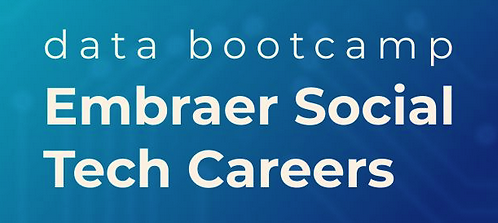 data bootcamp
Embraer Social
Tech Careers